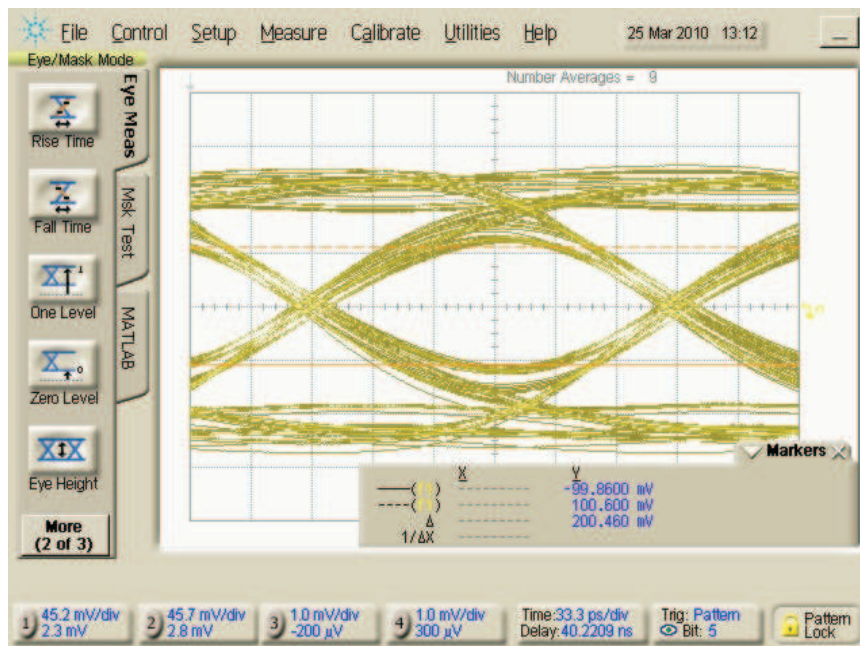 File Control Setup Measure Calibrate Utilities Help 25 Mar 2010 13:12
Eye/Mask Mode
Number Averages = 9
Eye Meas
Msk Test
MATLAB
Rise Time
Fall Time
One Level
Zero Level
Eye Height
More
(2 of 3)
Markers
X Y
-99.8600 mV
100.600 mV
Δ 200.460 mV
1/ΔX
1 45.2 mV/div
2.3 mV
2 45.7 mV/div
2.8 mV
3 1.0 mV/div
-200 µV
4 1.0 mV/div
300 µV
Time:33.3 ps/div
Delay:40.2209 ns
Trig: Pattern
Bit: 5
Pattern
Lock